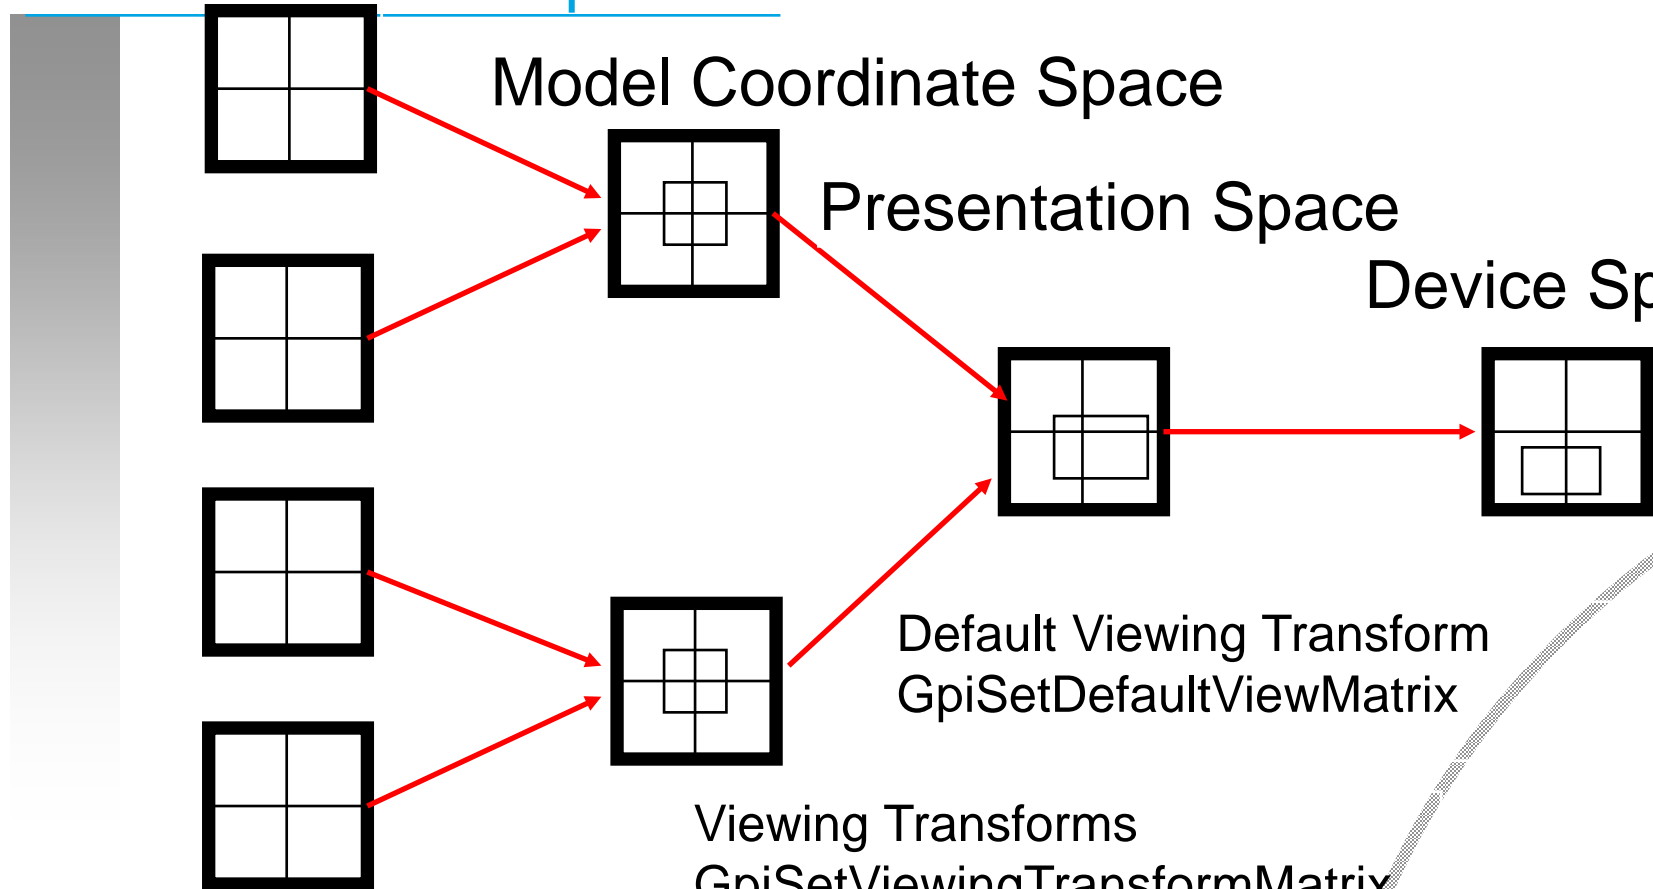 Model Coordinate Space
Presentation Space
Device Sp
Default Viewing Transform
GpiSetDefaultViewMatrix
Viewing Transforms
GpiSetViewingTransformMatrix